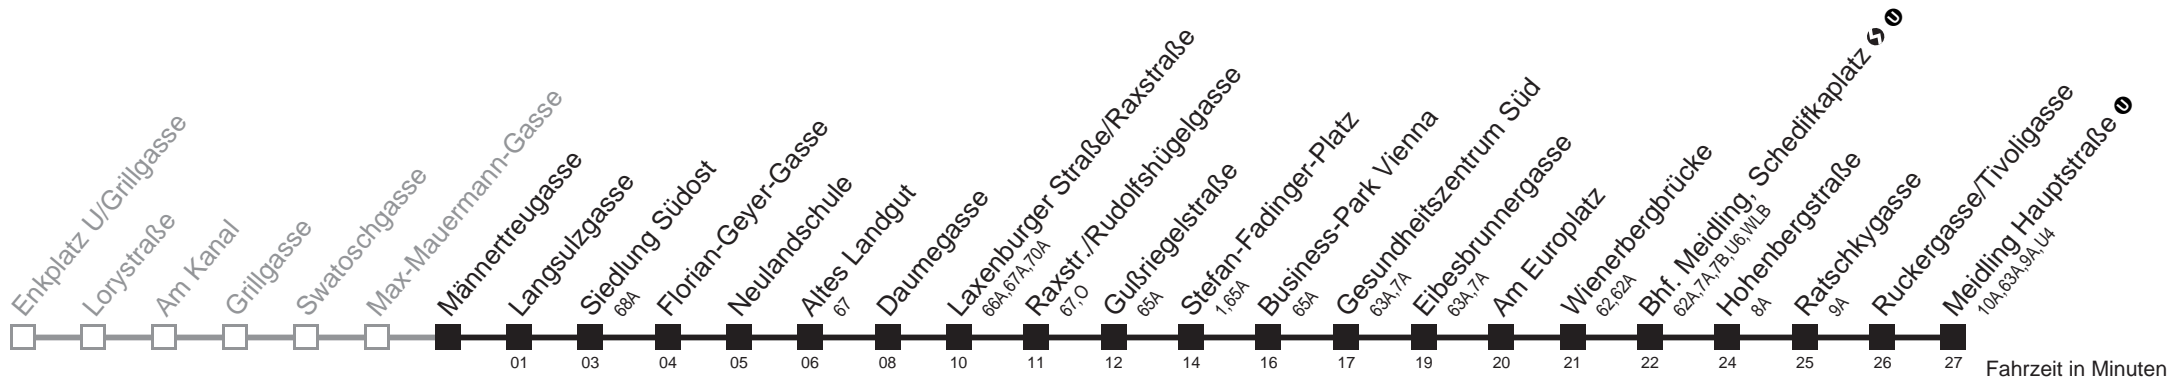 Enkplatz U/Grillgasse
Lorystraße
Am Kanal
Grillgasse
Swatoschgasse
Max-Mauermann-Gasse
Männertreugasse
Langsulzgasse
Siedlung Südost
68A
Florian-Geyer-Gasse
Neulandschule
Altes Landgut
67
Daumegasse
Laxenburger Straße/Raxstraße
66A,67A,70A
Raxstr./Rudolfshügelgasse
67,O
Gußriegelstraße
65A
Stefan-Fadinger-Platz
1,65A
Business-Park Vienna
65A
Gesundheitszentrum Süd
63A,7A
Eibesbrunnergasse
63A,7A
Am Europlatz
Wienerbergbrücke
62,62A
Bhf. Meidling, Schedifkaplatz S U
62A,7A,7B,U6,WLB
Hohenbergstraße
8A
Ratschkygasse
9A
Ruckergasse/Tivoligasse
Meidling Hauptstraße U
10A,63A,9A,U4
01 03 04 05 06 08 10 11 12 14 16 17 19 20 21 22 24 25 26 27 Fahrzeit in Minuten